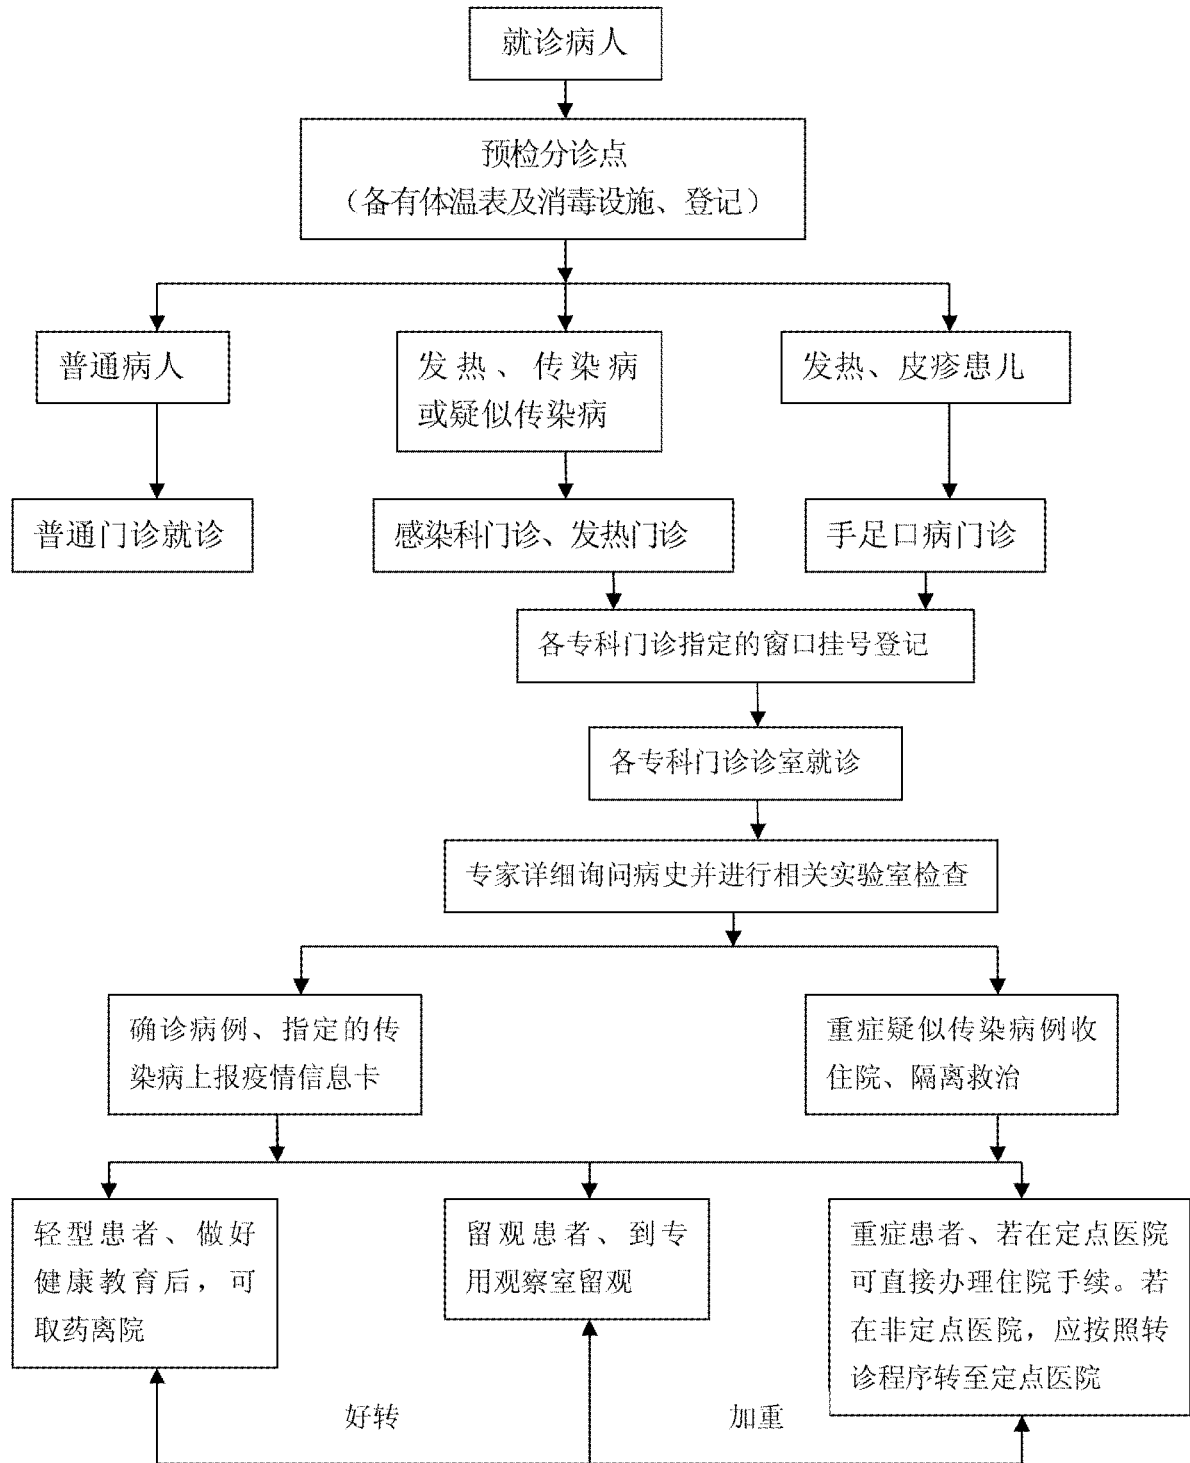 就诊病人
预检分诊点
（备有体温表及消毒设施、登记）
普通病人
发热、传染病
或疑似传染病
发热、皮疹患儿
普通门诊就诊
感染科门诊、发热门诊
手足口病门诊
各专科门诊指定的窗口挂号登记
各专科门诊诊室就诊
专家详细询问病史并进行相关实验室检查
确诊病例、指定的传
染病上报疫情信息卡
重症疑似传染病例收
住院、隔离救治
轻型患者、做好
健康教育后，可
取药离院
留观患者、到专
用观察室留观
重症患者、若在定点医院
可直接办理住院手续。若
在非定点医院，应按照转
诊程序转至定点医院
好转
加重